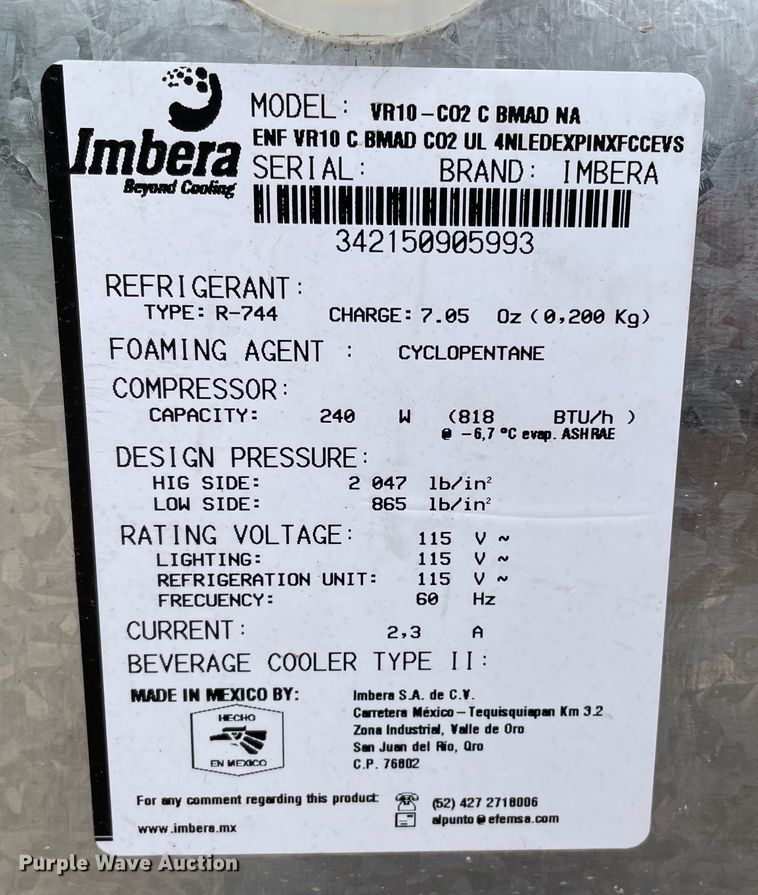 Imbera
Beyond Cooling
MODEL: VR10-CO2 C BMAD NA
ENF VR10 C BMAD CO2 UL 4NLEDEXPINXFCCEVS
SERIAL: BRAND: IMBERA
342150905993
REFRIGERANT:
TYPE: R-744 CHARGE: 7.05 Oz (0,200 Kg)
FOAMING AGENT : CYCLOPENTANE
COMPRESSOR:
CAPACITY: 240 W (818 BTU/h )
@ -6,7 °C evap. ASHRAE
DESIGN PRESSURE:
HIG SIDE: 2 047 lb/in²
LOW SIDE: 865 lb/in²
RATING VOLTAGE: 115 V ~
LIGHTING: 115 V ~
REFRIGERATION UNIT: 115 V ~
FRECUENCY: 60 Hz
CURRENT: 2,3 A
BEVERAGE COOLER TYPE II:
MADE IN MEXICO BY: Imbera S.A. de C.V.
Carretera México - Tequisquiapan Km 3.2
Zona Industrial, Valle de Oro
San Juan del Río, Qro
C.P. 76802
HECHO
EN MEXICO
For any comment regarding this product: (52) 427 2718006
www.imbera.mx alpunto@efemsa.com
Purple Wave Auction